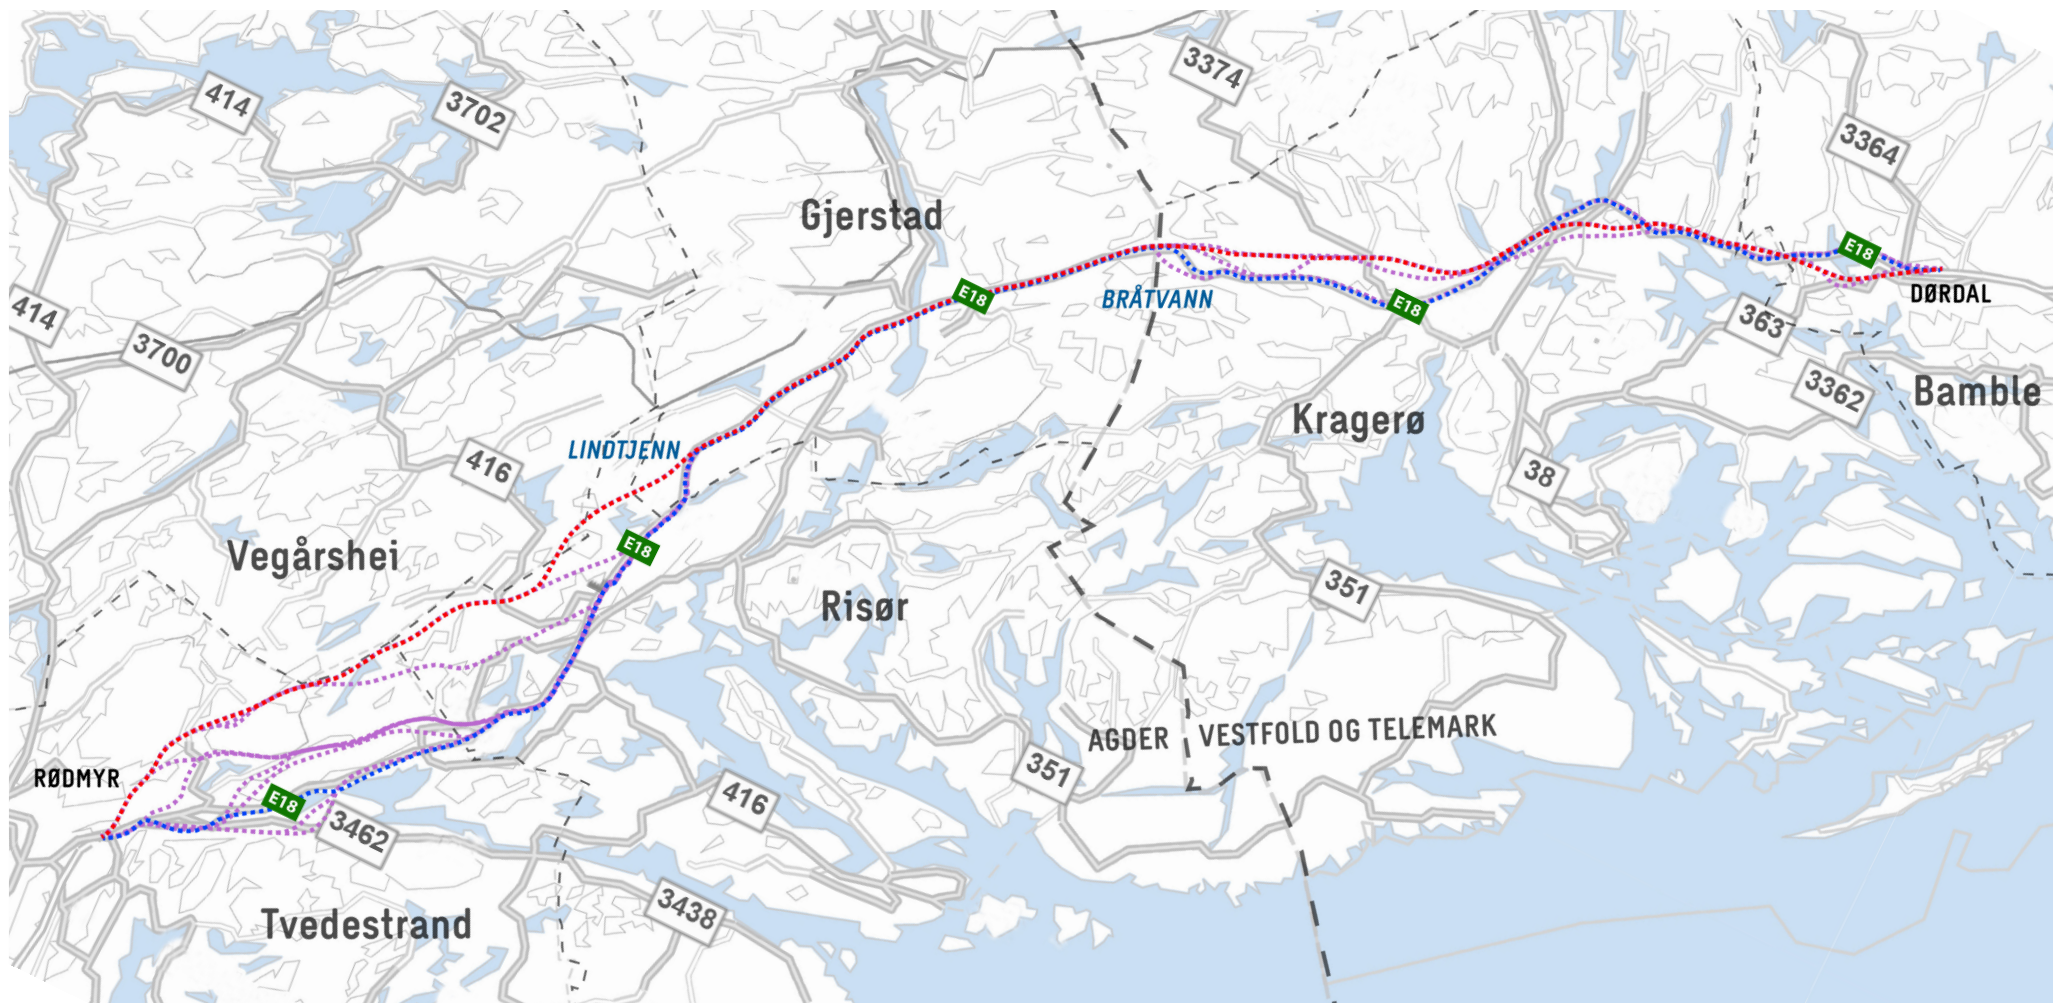 3374
414
3702
3364
Gjerstad
E18
E18
BRÅTVANN
DØRDAL
E18
414
363
3700
3362
Bamble
Kragerø
LINDTJENN
416
38
E18
Vegårshei
351
Risør
AGDER
VESTFOLD OG TELEMARK
351
RØDMYR
E18
416
3462
3438
Tvedestrand